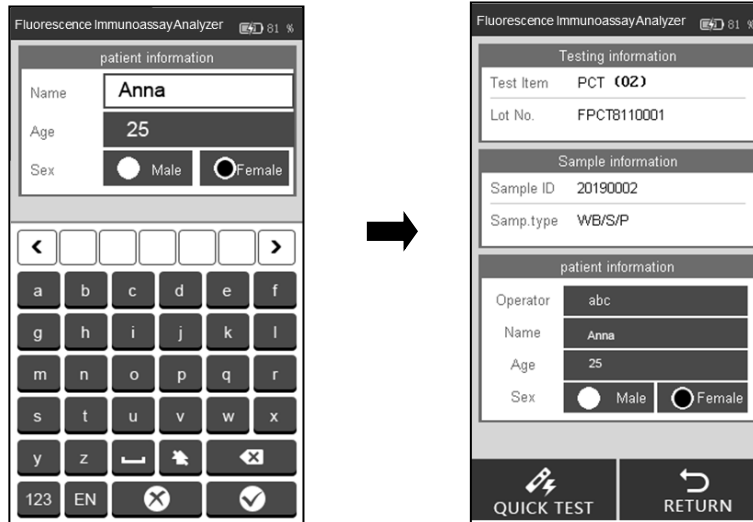 Fluorescence Immunoassay Analyzer 81 %
patient information
Name Anna
Age 25
Sex Male Female
a b c d e f
g h i j k l
m n o p q r
s t u v w x
y z
123 EN
Fluorescence Immunoassay Analyzer 81 %
Testing information
Test Item PCT (02)
Lot No. FPCT8110001
Sample information
Sample ID 20190002
Samp.type WB/S/P
patient information
Operator abc
Name Anna
Age 25
Sex Male Female
QUICK TEST RETURN